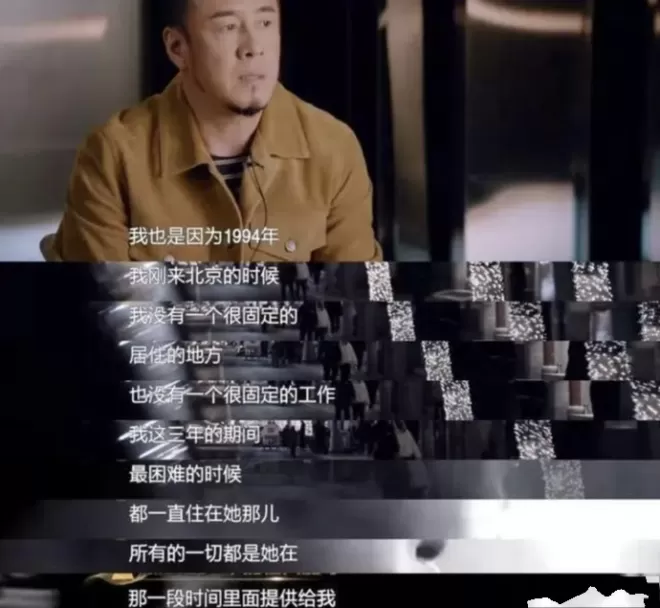 我也是因为1994年
我刚来北京的时候
我没有一个很固定的
居住的地方
也没有一个很固定的工作
我这三年的期间
最困难的时候
都一直住在她那儿
所有的一切都是她在
那一段时间里面提供给我